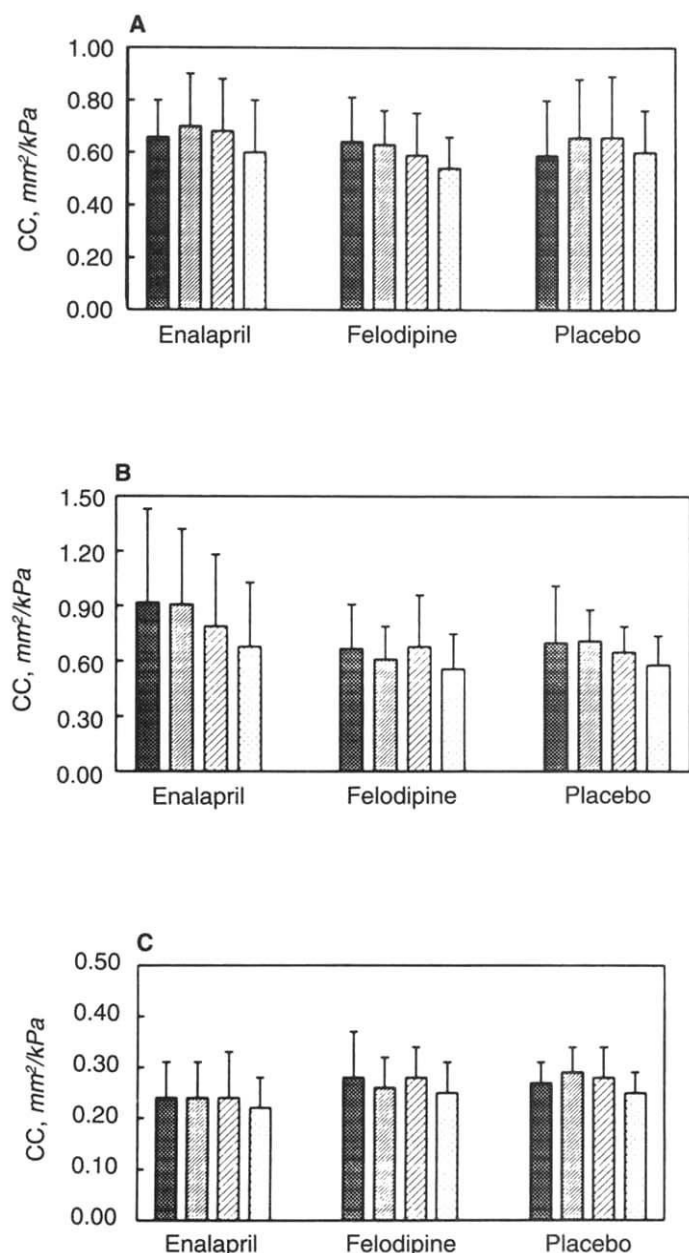 A
1.00
0.80
0.60
0.40
0.20
0.00
CC, mm²/kPa
Enalapril Felodipine Placebo
B
1.50
1.20
0.90
0.60
0.30
0.00
CC, mm²/kPa
Enalapril Felodipine Placebo
C
0.50
0.40
0.30
0.20
0.10
0.00
CC, mm²/kPa
Enalapril Felodipine Placebo